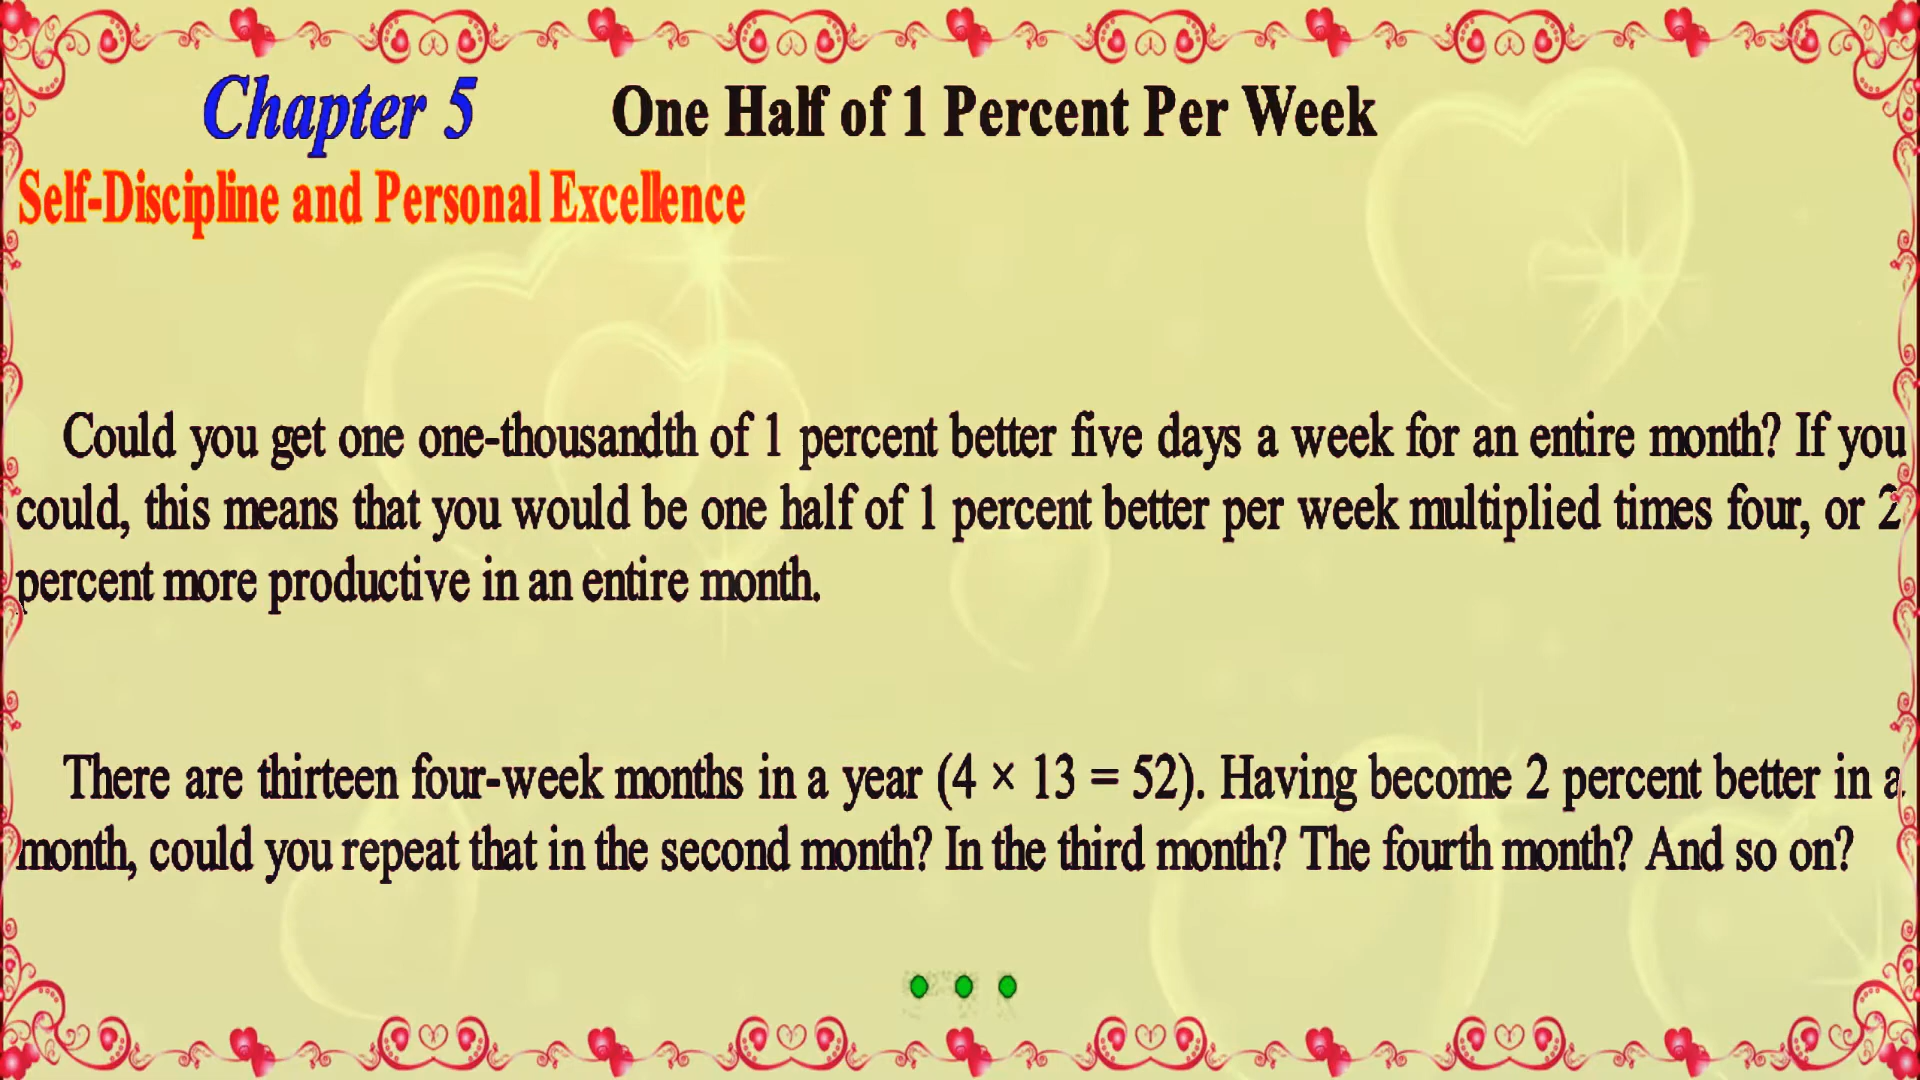 Chapter 5 One Half of 1 Percent Per Week
Self-Discipline and Personal Excellence
Could you get one one-thousandth of 1 percent better five days a week for an entire month? If you
could, this means that you would be one half of 1 percent better per week multiplied times four, or 2
percent more productive in an entire month.
There are thirteen four-week months in a year (4 × 13 = 52). Having become 2 percent better in a
month, could you repeat that in the second month? In the third month? The fourth month? And so on?